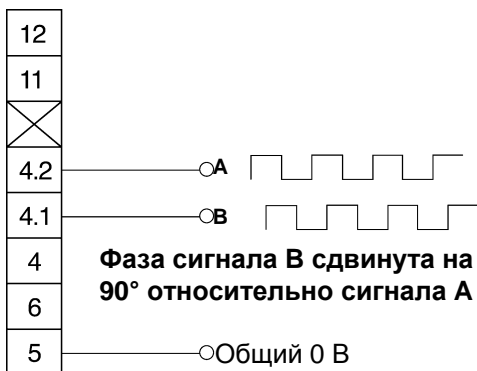 12
11
4.2 A
4.1 B
4 Фаза сигнала B сдвинута на
6 90° относительно сигнала A
5 Общий 0 В